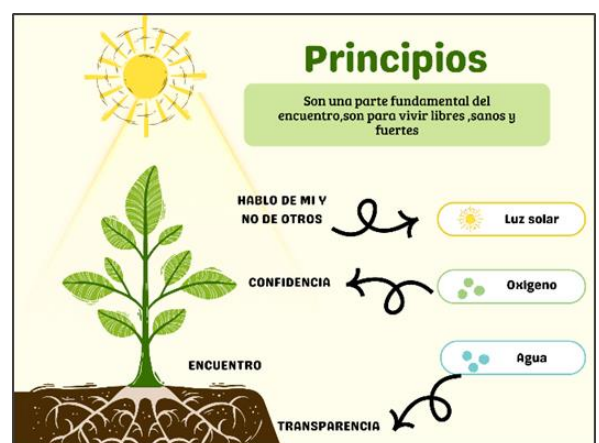 Principios
Son una parte fundamental del
encuentro,son para vivir libres ,sanos y
fuertes
HABLO DE MI Y
NO DE OTROS
Luz solar
CONFIDENCIA
Oxigeno
Agua
ENCUENTRO
TRANSPARENCIA